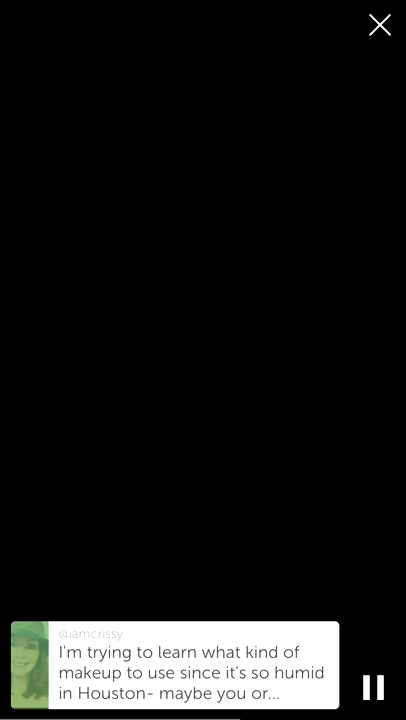 @iamcrissy
I'm trying to learn what kind of
makeup to use since it's so humid
in Houston- maybe you or...